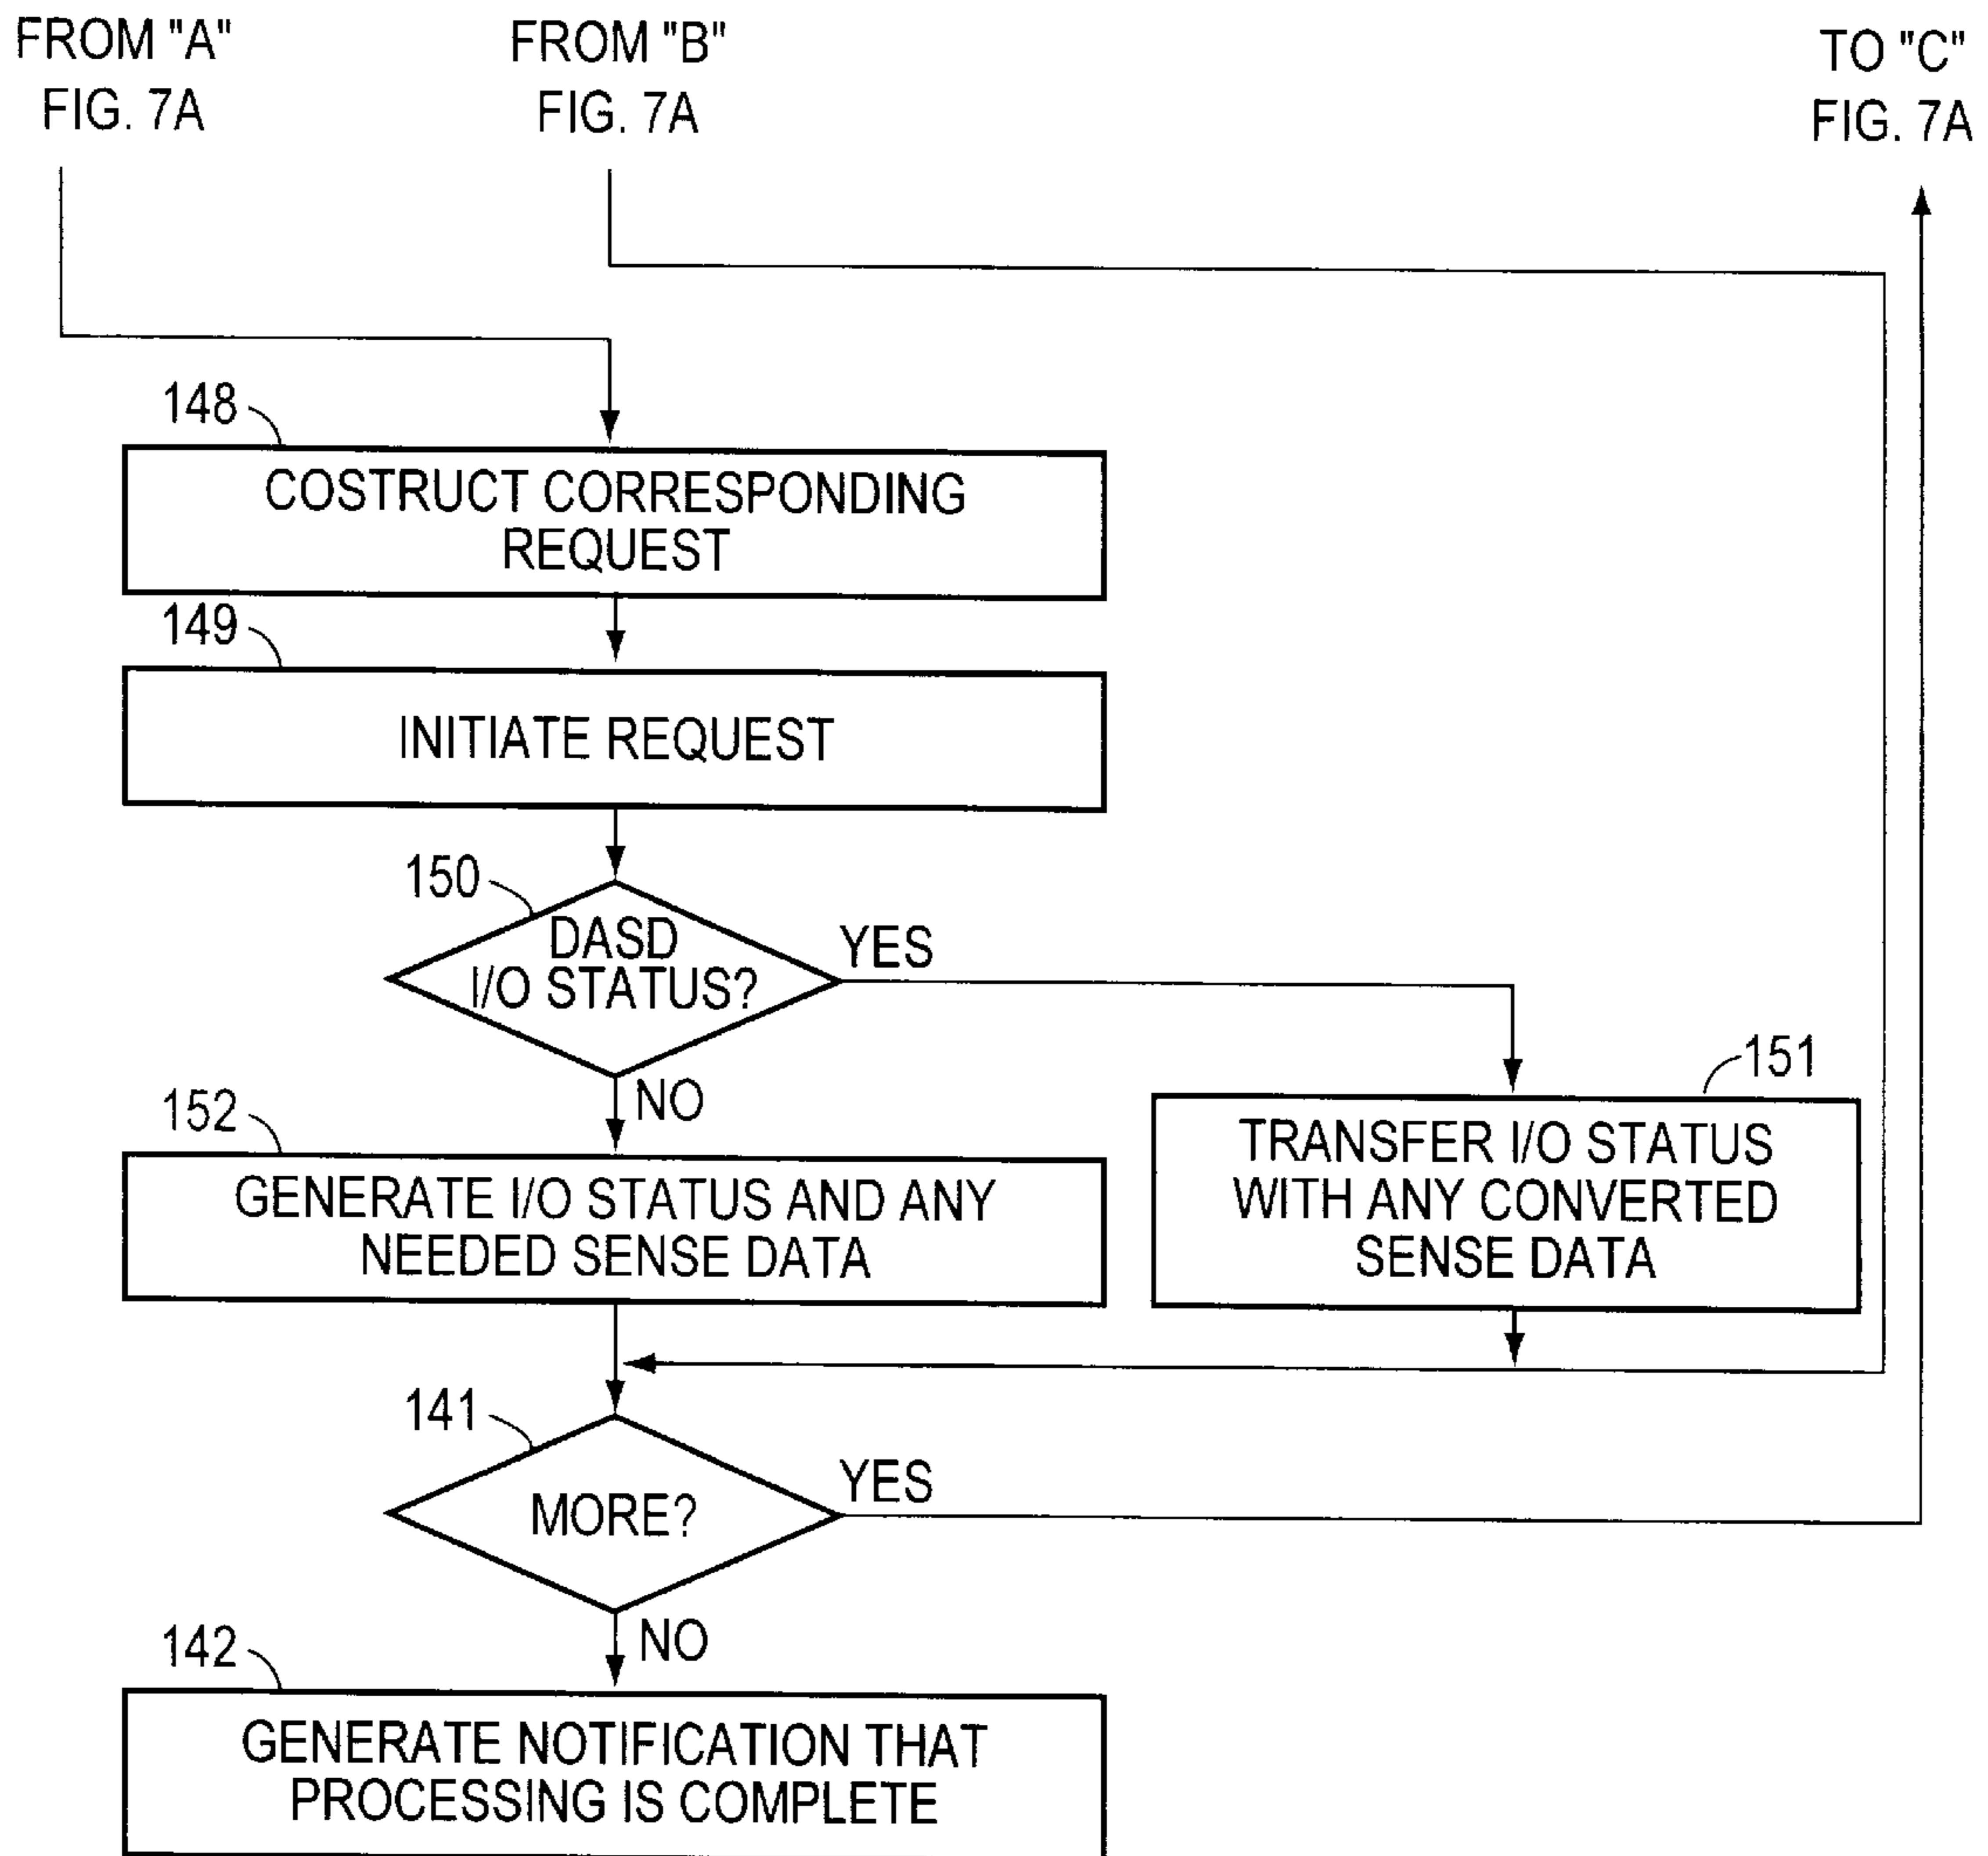 FROM "A"
FIG. 7A
FROM "B"
FIG. 7A
TO "C"
FIG. 7A
148
COSTRUCT CORRESPONDING
REQUEST
149
INITIATE REQUEST
150
DASD
I/O STATUS?
YES
NO
151
TRANSFER I/O STATUS
WITH ANY CONVERTED
SENSE DATA
152
GENERATE I/O STATUS AND ANY
NEEDED SENSE DATA
141
MORE?
YES
NO
142
GENERATE NOTIFICATION THAT
PROCESSING IS COMPLETE